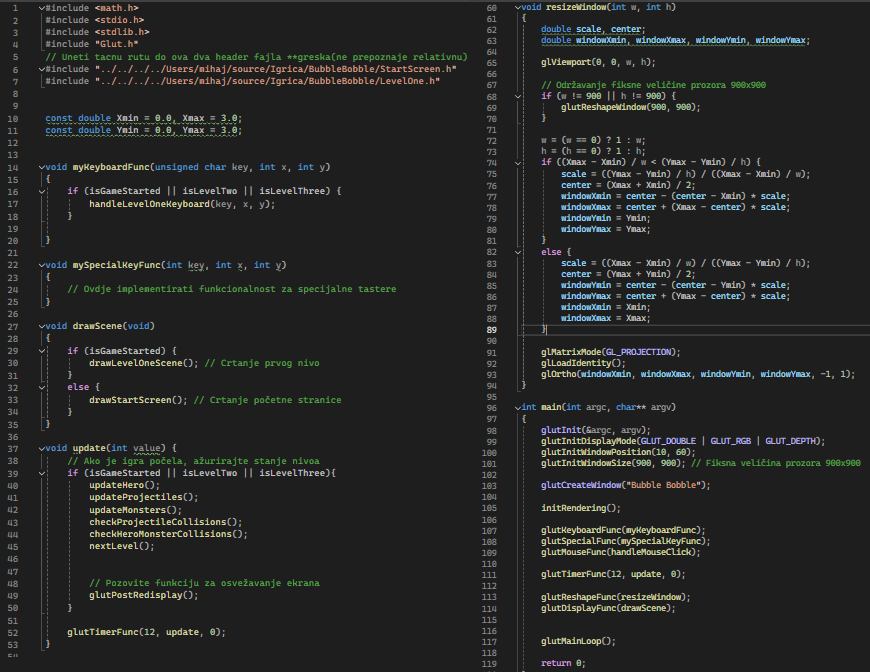 1 #include <math.h>
2 #include <stdio.h>
3 #include <stdlib.h>
4 #include "Glut.h"
5 // Uneti tacnu rutu do ova dva header fajla **greska(ne prepoznaje relativnu)
6 #include "../../../../Users/mihaj/source/Igrica/BubbleBobble/StartScreen.h"
7 #include "../../../../Users/mihaj/source/Igrica/BubbleBobble/LevelOne.h"
8
9
10 const double Xmin = 0.0, Xmax = 3.0;
11 const double Ymin = 0.0, Ymax = 3.0;
12
13
14 void myKeyboardFunc(unsigned char key, int x, int y)
15 {
16 if (isGameStarted || isLevelTwo || isLevelThree) {
17 handleLevelOneKeyboard(key, x, y);
18 }
19
20 }
21
22 void mySpecialKeyFunc(int key, int x, int y)
23 {
24 // Ovdje implementirati funkcionalnost za specijalne tastere
25 }
26
27 void drawScene(void)
28 {
29 if (isGameStarted) {
30 drawLevelOneScene(); // Crtanje prvog nivo
31 }
32 else {
33 drawStartScreen(); // Crtanje početne stranice
34 }
35 }
36
37 void update(int value) {
38 // Ako je igra počela, ažurirajte stanje nivoa
39 if (isGameStarted || isLevelTwo || isLevelThree){
40 updateHero();
41 updateProjectiles();
42 updateMonsters();
43 checkProjectileCollisions();
44 checkHeroMonsterCollisions();
45 nextLevel();
46
47
48 // Pozovite funkciju za osvežavanje ekrana
49 glutPostRedisplay();
50 }
51
52 glutTimerFunc(12, update, 0);
53 }
60 void resizeWindow(int w, int h)
61 {
62 double scale, center;
63 double windowXmin, windowXmax, windowYmin, windowYmax;
64
65 glViewport(0, 0, w, h);
66
67 // Održavanje fiksne veličine prozora 900x900
68 if (w != 900 || h != 900) {
69 glutReshapeWindow(900, 900);
70 }
71
72 w = (w == 0) ? 1 : w;
73 h = (h == 0) ? 1 : h;
74 if ((Xmax - Xmin) / w < (Ymax - Ymin) / h) {
75 scale = ((Ymax - Ymin) / h) / ((Xmax - Xmin) / w);
76 center = (Xmax + Xmin) / 2;
77 windowXmin = center - (center - Xmin) * scale;
78 windowXmax = center + (Xmax - center) * scale;
79 windowYmin = Ymin;
80 windowYmax = Ymax;
81 }
82 else {
83 scale = ((Xmax - Xmin) / w) / ((Ymax - Ymin) / h);
84 center = (Ymax + Ymin) / 2;
85 windowYmin = center - (center - Ymin) * scale;
86 windowYmax = center + (Ymax - center) * scale;
87 windowXmin = Xmin;
88 windowXmax = Xmax;
89 }
90
91 glMatrixMode(GL_PROJECTION);
92 glLoadIdentity();
93 glOrtho(windowXmin, windowXmax, windowYmin, windowYmax, -1, 1);
94 }
95
96 int main(int argc, char** argv)
97 {
98 glutInit(&argc, argv);
99 glutInitDisplayMode(GLUT_DOUBLE | GLUT_RGB | GLUT_DEPTH);
100 glutInitWindowPosition(10, 60);
101 glutInitWindowSize(900, 900); // Fiksna veličina prozora 900x900
102
103 glutCreateWindow("Bubble Bobble");
104
105 initRendering();
106
107 glutKeyboardFunc(myKeyboardFunc);
108 glutSpecialFunc(mySpecialKeyFunc);
109 glutMouseFunc(handleMouseClick);
110
111 glutTimerFunc(12, update, 0);
112
113 glutReshapeFunc(resizeWindow);
114 glutDisplayFunc(drawScene);
115
116
117 glutMainLoop();
118
119 return 0;